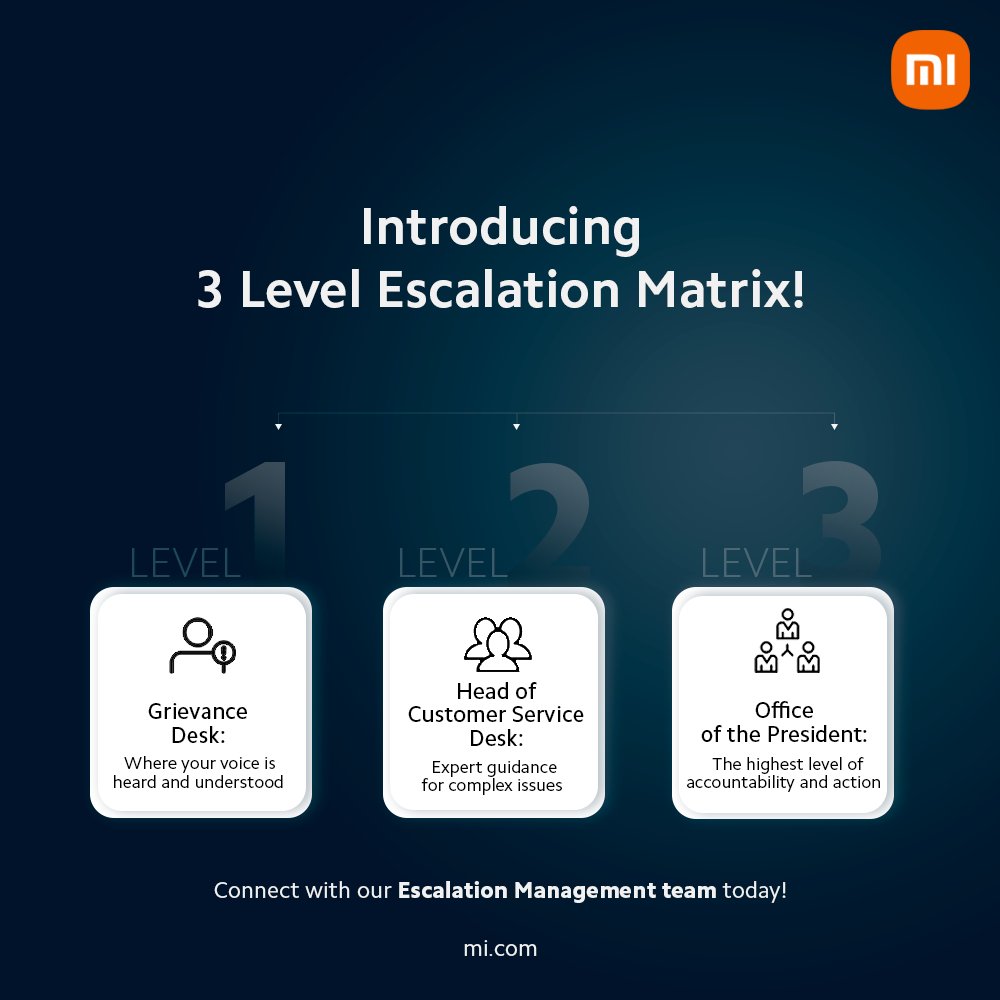 mi
Introducing
3 Level Escalation Matrix!
LEVEL 1
LEVEL 2
LEVEL 3
Grievance
Desk:
Where your voice is
heard and understood
Head of
Customer Service
Desk:
Expert guidance
for complex issues
Office
of the President:
The highest level of
accountability and action
Connect with our Escalation Management team today!
mi.com